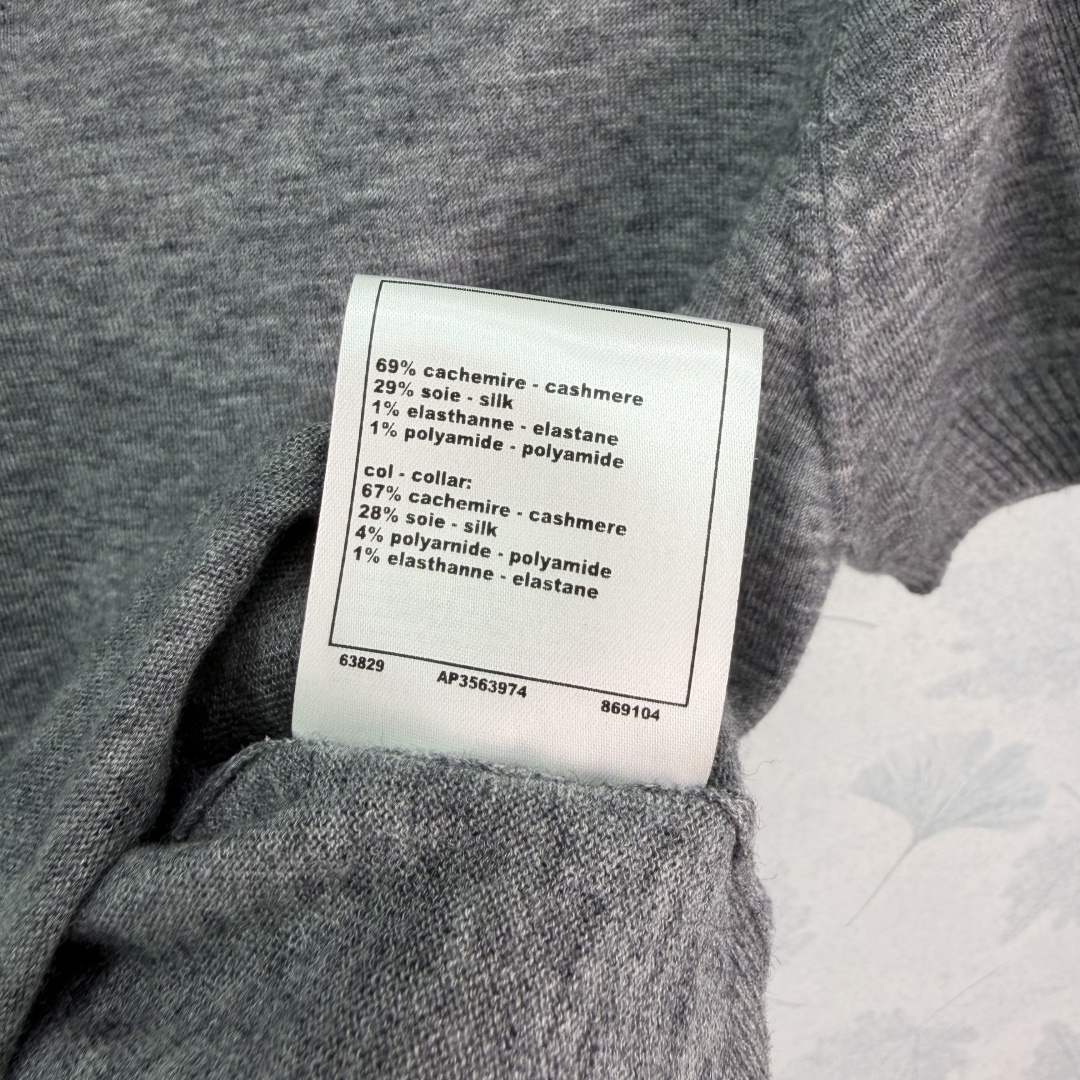 69% cachemire - cashmere
29% soie - silk
1% elasthanne - elastane
1% polyamide - polyamide
col - collar:
67% cachemire - cashmere
28% soie - silk
4% polyarnide - polyamide
1% elasthanne - elastane
63829 AP3563974 869104